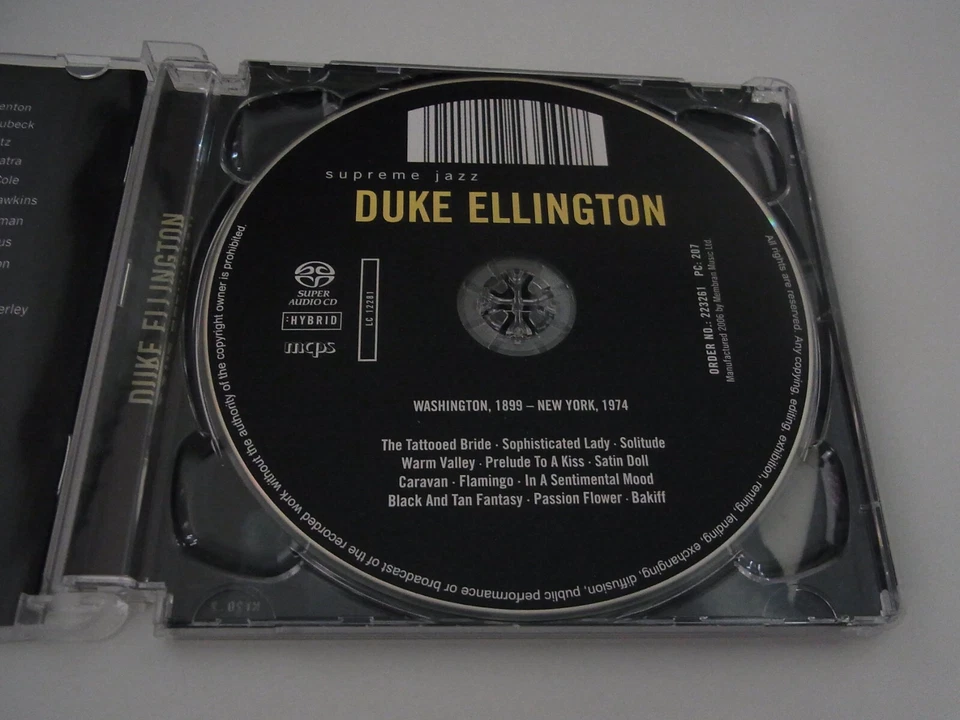 enton
ubeck
tz
atra
Cole
awkins
man
us
on
erley
DUKE ELLINGTON
supreme jazz
DUKE ELLINGTON
SUPER
AUDIO CD
:HYBRID
mcps
LC 12281
ORDER NO.: 223261 PC: 207
Manufactured 2006 by Membran Music Ltd.
WASHINGTON, 1899 – NEW YORK, 1974
The Tattooed Bride · Sophisticated Lady · Solitude
Warm Valley · Prelude To A Kiss · Satin Doll
Caravan · Flamingo · In A Sentimental Mood
Black And Tan Fantasy · Passion Flower · Bakiff
All rights are reserved. Any copying, editing, exhibition, renting, lending, exchanging, diffusion, public performance or broadcast of the recorded work without the authority of the copyright owner is prohibited.